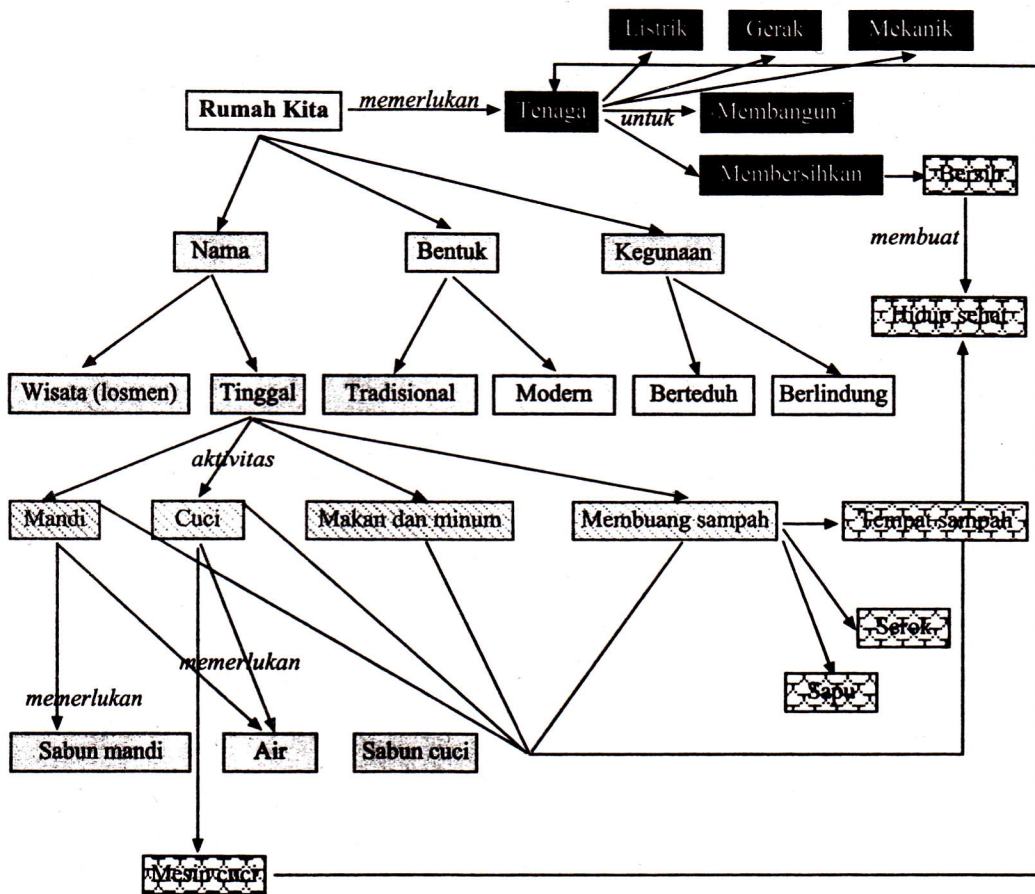 Listrik
Gerak
Mekanik
Rumah Kita
memerlukan
Tenaga
untuk
Membangun
Membersihkan
Bersih
membuat
Nama
Bentuk
Kegunaan
Hidup sehat
Wisata (losmen)
Tinggal
Tradisional
Modern
Berteduh
Berlindung
aktivitas
Mandi
Cuci
Makan dan minum
Membuang sampah
Tempat sampah
Serok
memerlukan
Sapu
memerlukan
Sabun mandi
Air
Sabun cuci
Mesin cuci